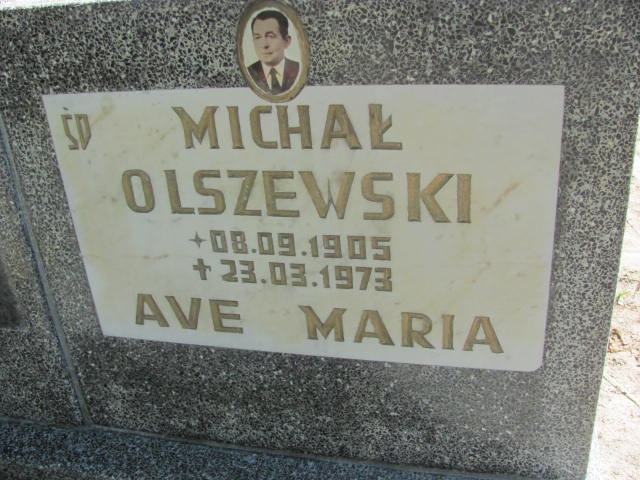 ŚP MICHAŁ
OLSZEWSKI
08.09.1905
✝ 23.03.1973
AVE MARIA